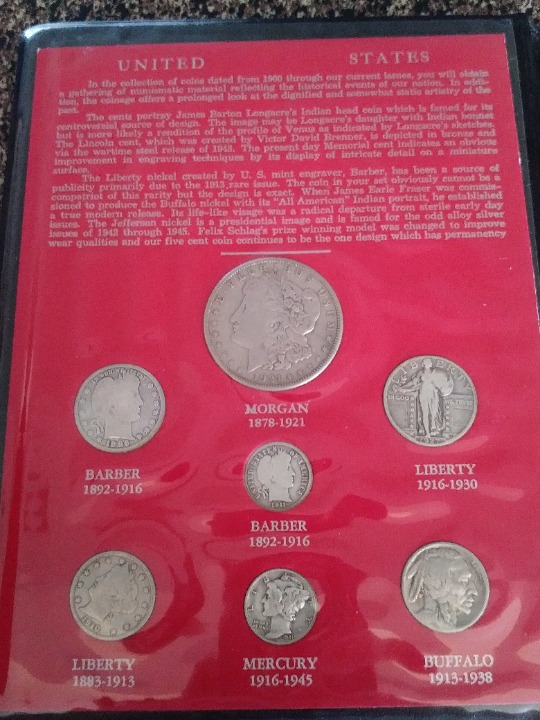 UNITED STATES
In the collection of coins dated from 1900 through our current issues, you will obtain
a gathering of numismatic material reflecting the historical events of our nation. In addi-
tion, the coinage offers a prolonged look at the dignified and somewhat static artistry of the
past.
The cents portray James Barton Longacre's Indian head coin which is famed for its
controversial source of design. The image may be Longacre's daughter with Indian bonnet
but is more likely a rendition of the profile of Venus as indicated by Longacre's sketches.
The Lincoln cent, which was created by Victor David Brenner, is depicted in bronze and
via the wartime steel release of 1943. The present day Memorial cent indicates an obvious
improvement in engraving techniques by its display of intricate detail on a miniature
surface.
The Liberty nickel created by U. S. mint engraver, Barber, has been a source of
publicity primarily due to the 1913 rare issue. The coin in your set obviously cannot be a
compatriot of this rarity but the design is exact. When James Earle Fraser was commis-
sioned to produce the Buffalo nickel with its "All American" Indian portrait, he established
a true modern release. Its life-like visage was a radical departure from sterile early day
issues. The Jefferson nickel is a presidential image and is famed for the odd alloy silver
issues of 1942 through 1945. Felix Schlag's prize winning model was changed to improve
wear qualities and our five cent coin continues to be the one design which has permanency
MORGAN
1878-1921
BARBER
1892-1916
LIBERTY
1916-1930
BARBER
1892-1916
LIBERTY
1883-1913
MERCURY
1916-1945
BUFFALO
1913-1938